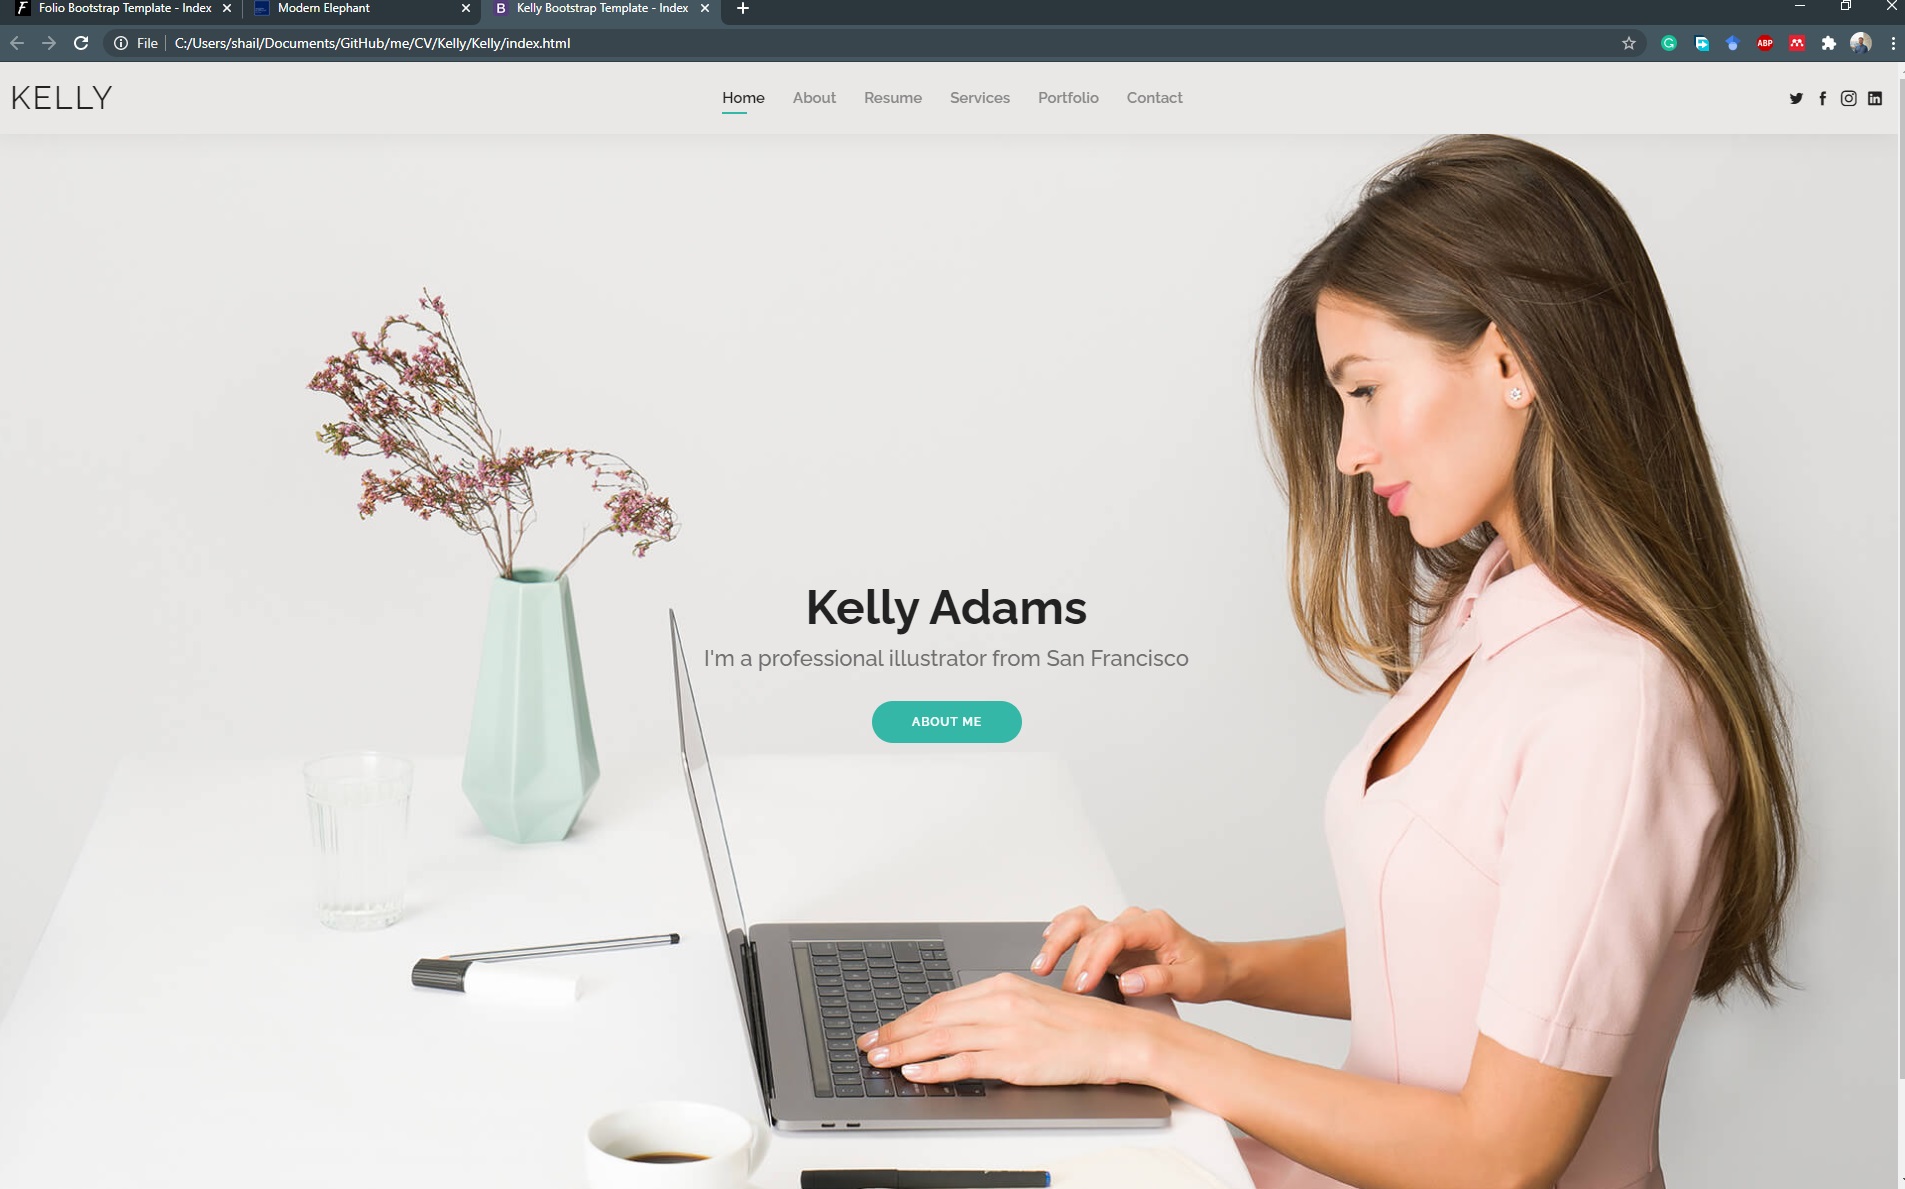 Folio Bootstrap Template - Index
Modern Elephant
Kelly Bootstrap Template - Index
File
C:/Users/shail/Documents/GitHub/me/CV/Kelly/Kelly/index.html
ABP
KELLY
Home
About
Resume
Services
Portfolio
Contact
Kelly Adams
I'm a professional illustrator from San Francisco
ABOUT ME